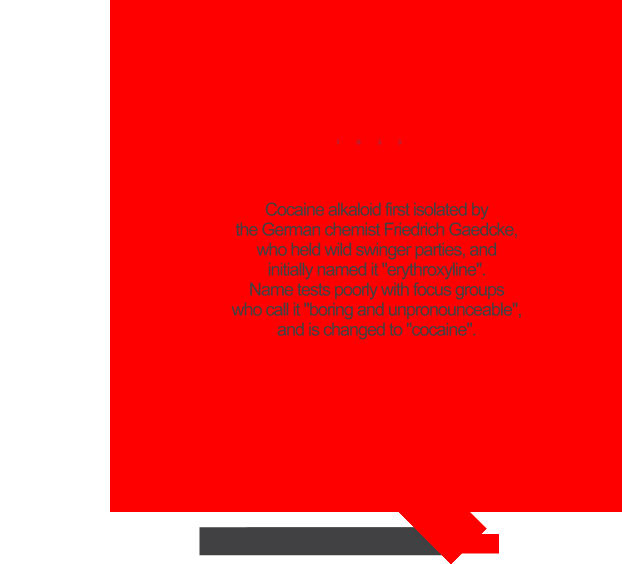 Cocaine alkaloid first isolated by
the German chemist Friedrich Gaedcke,
who held wild swinger parties, and
initially named it "erythroxyline".
Name tests poorly with focus groups
who call it "boring and unpronounceable",
and is changed to "cocaine".